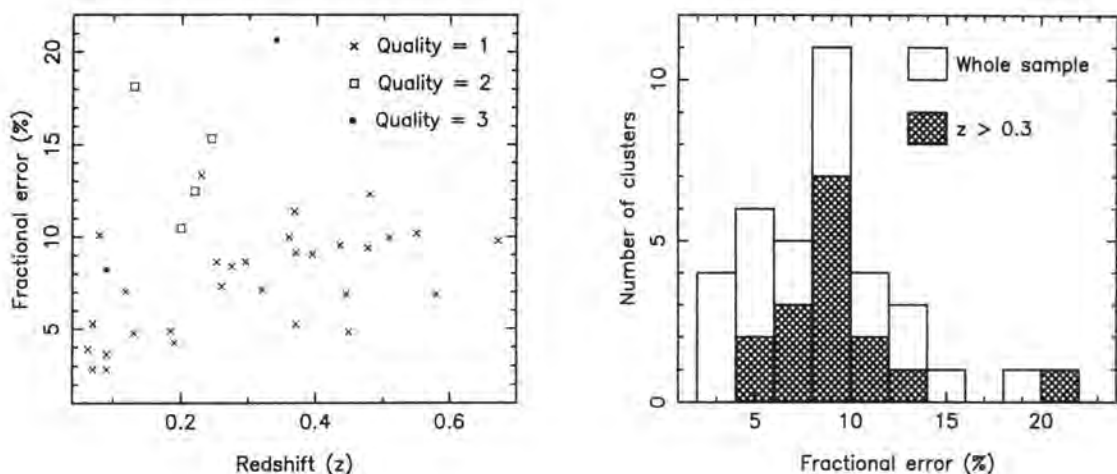 Fractional error (%)
20
15
10
5
× Quality = 1
□ Quality = 2
▪ Quality = 3
0.2 0.4 0.6
Redshift (z)
Number of clusters
10
5
0
Whole sample
z > 0.3
5 10 15 20
Fractional error (%)